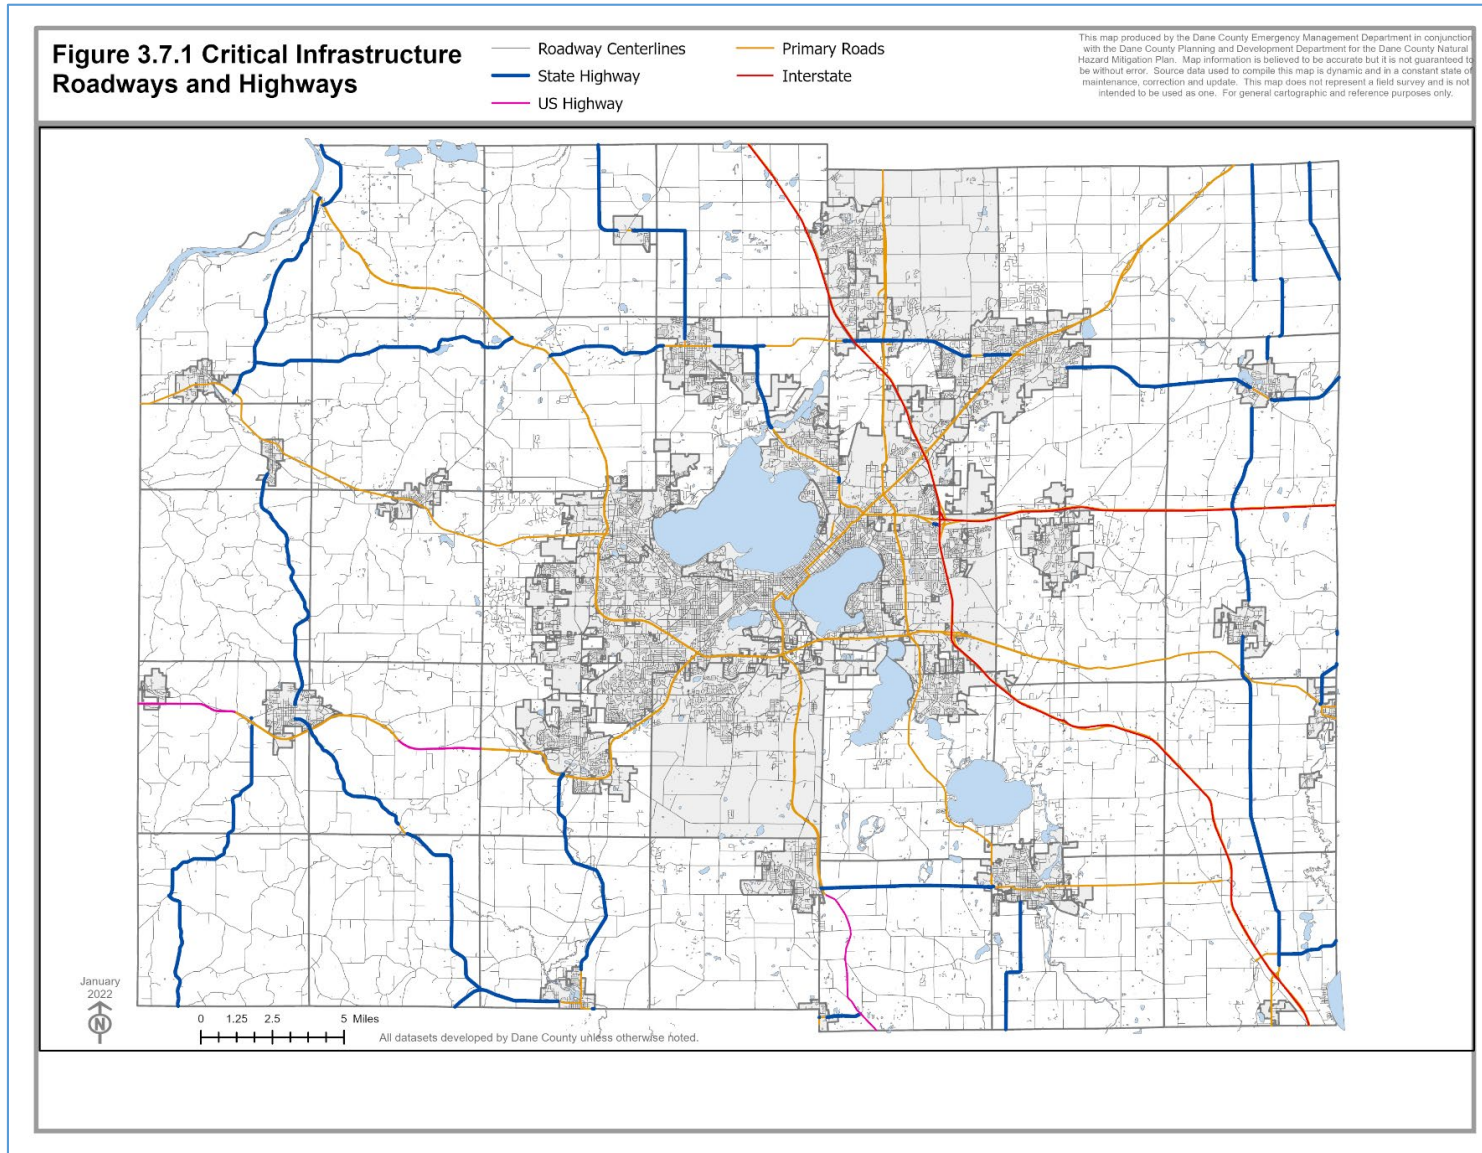 Figure 3.7.1 Critical Infrastructure
Roadways and Highways
Roadway Centerlines
State Highway
US Highway
Primary Roads
Interstate
This map produced by the Dane County Emergency Management Department in conjunction
with the Dane County Planning and Development Department for the Dane County Natural
Hazard Mitigation Plan. Map information is believed to be accurate but it is not guaranteed to
be without error. Source data used to compile this map is dynamic and in a constant state of
maintenance, correction and update. This map does not represent a field survey and is not
intended to be used as one. For general cartographic and reference purposes only.
January
2022
N
0 1.25 2.5 5 Miles
All datasets developed by Dane County unless otherwise noted.